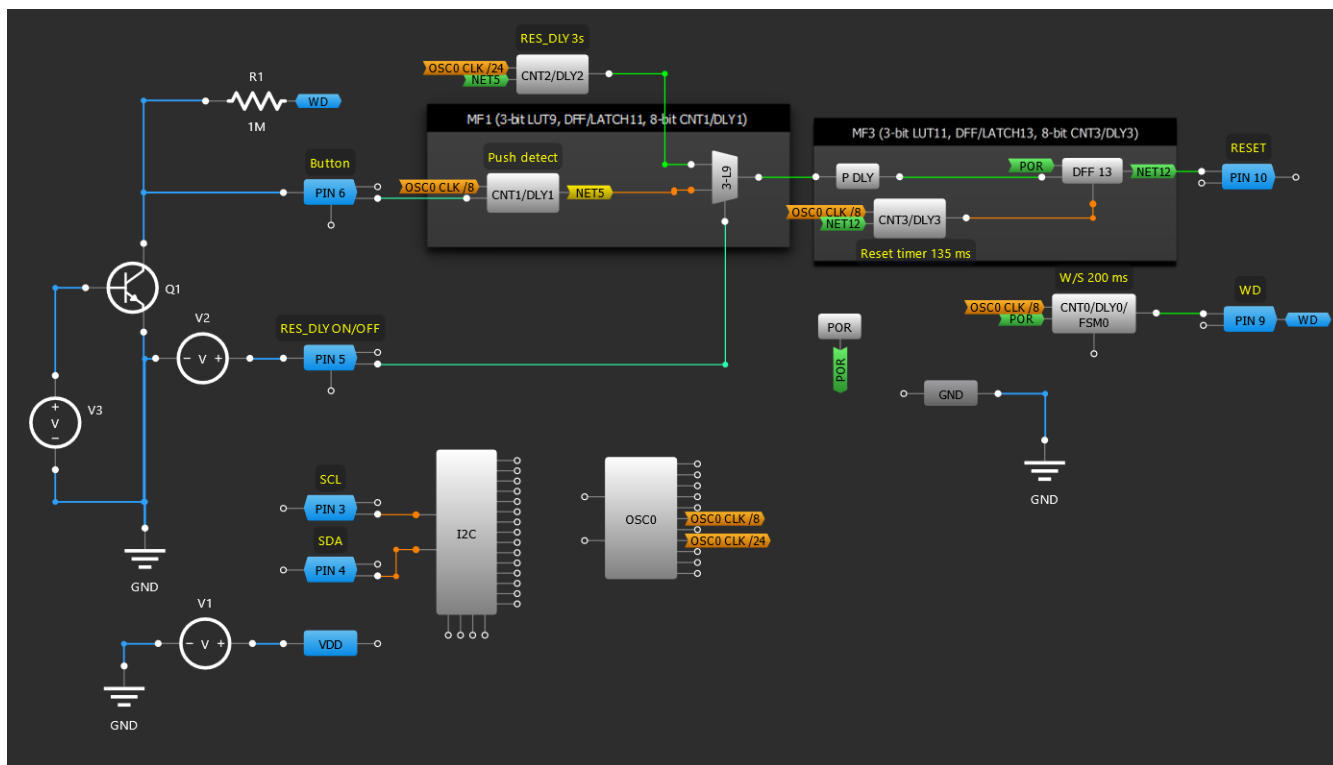 RES_DLY 3s
OSC0 CLK /24
NET5
CNT2/DLY2
R1
WD
1M
MF1 (3-bit LUT9, DFF/LATCH11, 8-bit CNT1/DLY1)
Push detect
OSC0 CLK /8
CNT1/DLY1
NET5
3-L9
Button
PIN 6
MF3 (3-bit LUT11, DFF/LATCH13, 8-bit CNT3/DLY3)
P DLY
POR
DFF 13
NET12
OSC0 CLK /8
NET12
CNT3/DLY3
Reset timer 135 ms
RESET
PIN 10
Q1
V2
- V +
RES_DLY ON/OFF
PIN 5
W/S 200 ms
OSC0 CLK /8
POR
CNT0/DLY0/
FSM0
WD
PIN 9
WD
POR
POR
GND
GND
+
V
-
V3
SCL
PIN 3
SDA
PIN 4
I2C
OSC0
OSC0 CLK /8
OSC0 CLK /24
GND
V1
- V +
VDD
GND